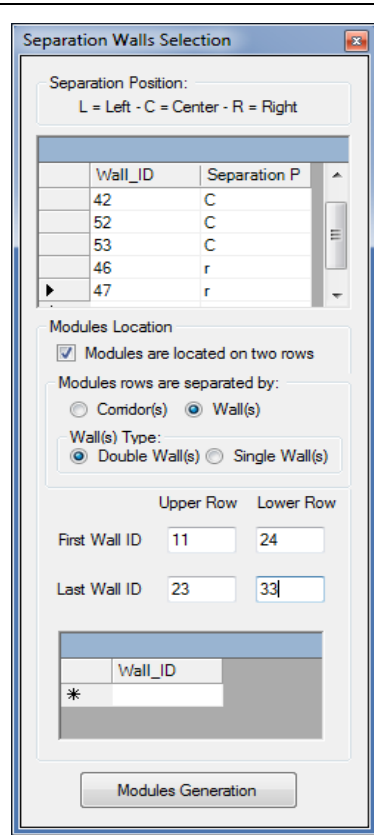 Separation Walls Selection
Separation Position:
L = Left - C = Center - R = Right
Wall_ID Separation P
42 C
52 C
53 C
46 r
47 r
Modules Location
Modules are located on two rows
Modules rows are separated by:
Corridor(s) Wall(s)
Wall(s) Type:
Double Wall(s) Single Wall(s)
Upper Row Lower Row
First Wall ID 11 24
Last Wall ID 23 33
Wall_ID
Modules Generation